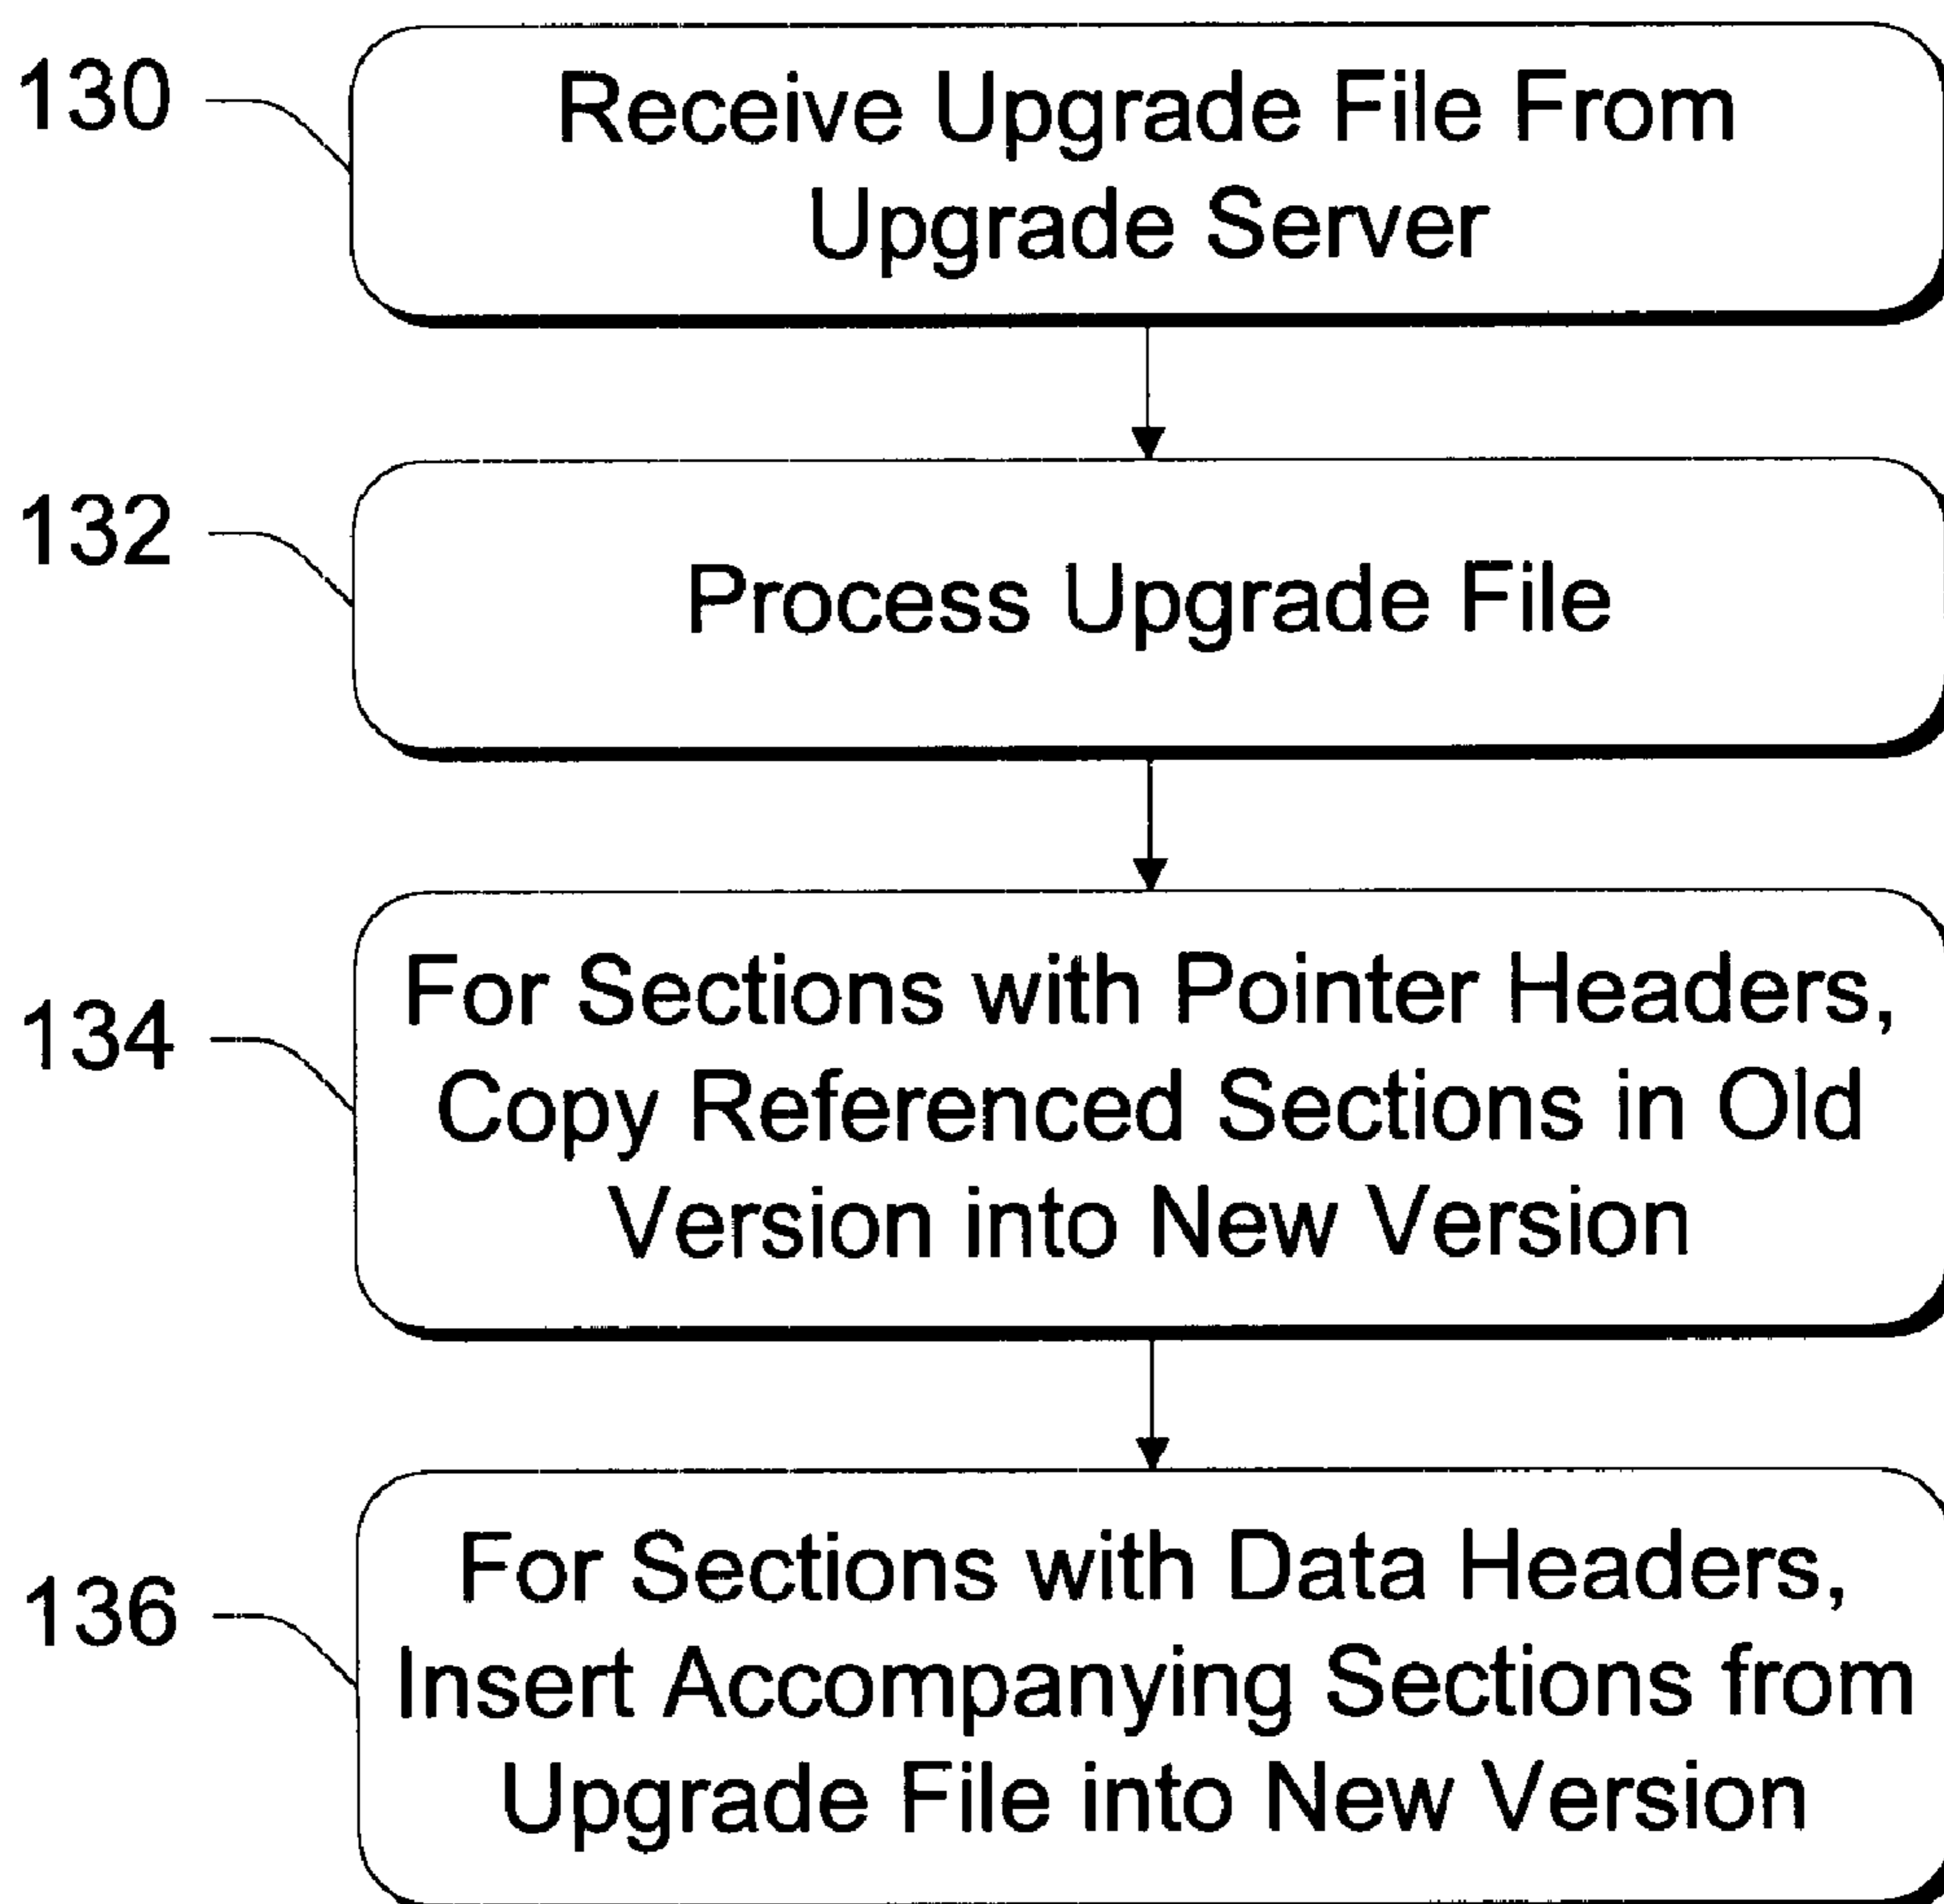 130
Receive Upgrade File From
Upgrade Server
132
Process Upgrade File
134
For Sections with Pointer Headers,
Copy Referenced Sections in Old
Version into New Version
136
For Sections with Data Headers,
Insert Accompanying Sections from
Upgrade File into New Version